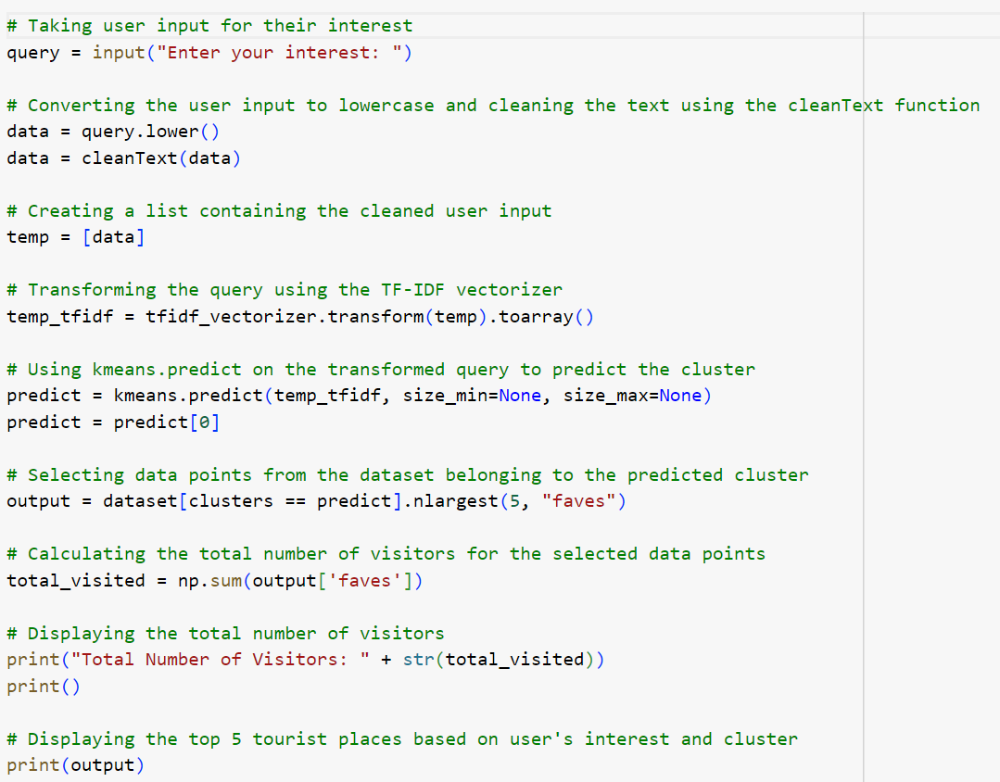 # Taking user input for their interest
query = input("Enter your interest: ")
# Converting the user input to lowercase and cleaning the text using the cleanText function
data = query.lower()
data = cleanText(data)
# Creating a list containing the cleaned user input
temp = [data]
# Transforming the query using the TF-IDF vectorizer
temp_tfidf = tfidf_vectorizer.transform(temp).toarray()
# Using kmeans.predict on the transformed query to predict the cluster
predict = kmeans.predict(temp_tfidf, size_min=None, size_max=None)
predict = predict[0]
# Selecting data points from the dataset belonging to the predicted cluster
output = dataset[clusters == predict].nlargest(5, "faves")
# Calculating the total number of visitors for the selected data points
total_visited = np.sum(output['faves'])
# Displaying the total number of visitors
print("Total Number of Visitors: " + str(total_visited))
print()
# Displaying the top 5 tourist places based on user's interest and cluster
print(output)